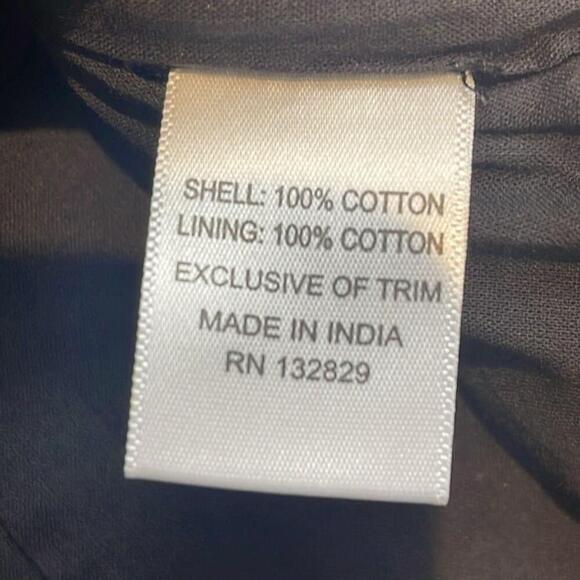 SHELL: 100% COTTON
LINING: 100% COTTON
EXCLUSIVE OF TRIM
MADE IN INDIA
RN 132829